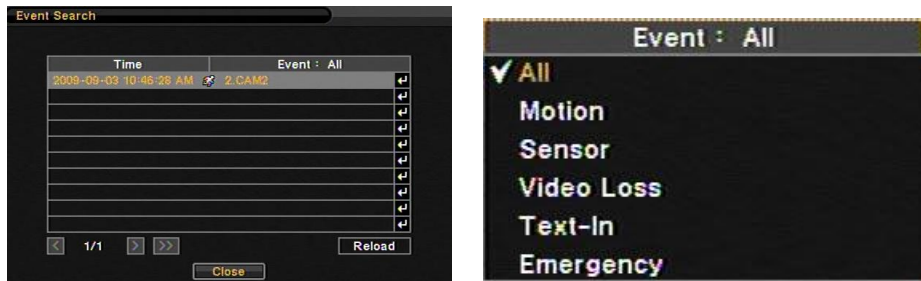 Event Search
Time Event : All
2009-09-03 10:46:28 AM 2.CAM2
< 1/1 > >> Reload
Close
Event : All
All
Motion
Sensor
Video Loss
Text-In
Emergency